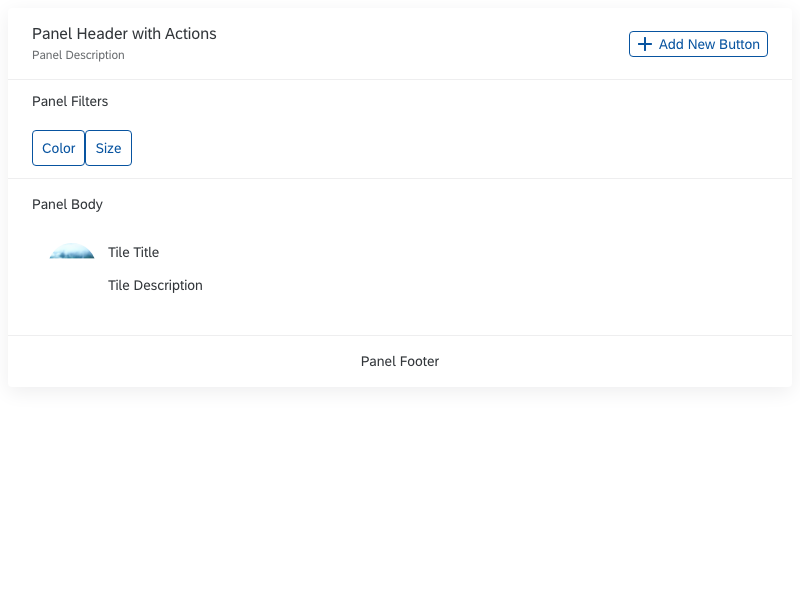 Panel Header with Actions
Panel Description
Add New Button
Panel Filters
Color
Size
Panel Body
Tile Title
Tile Description
Panel Footer